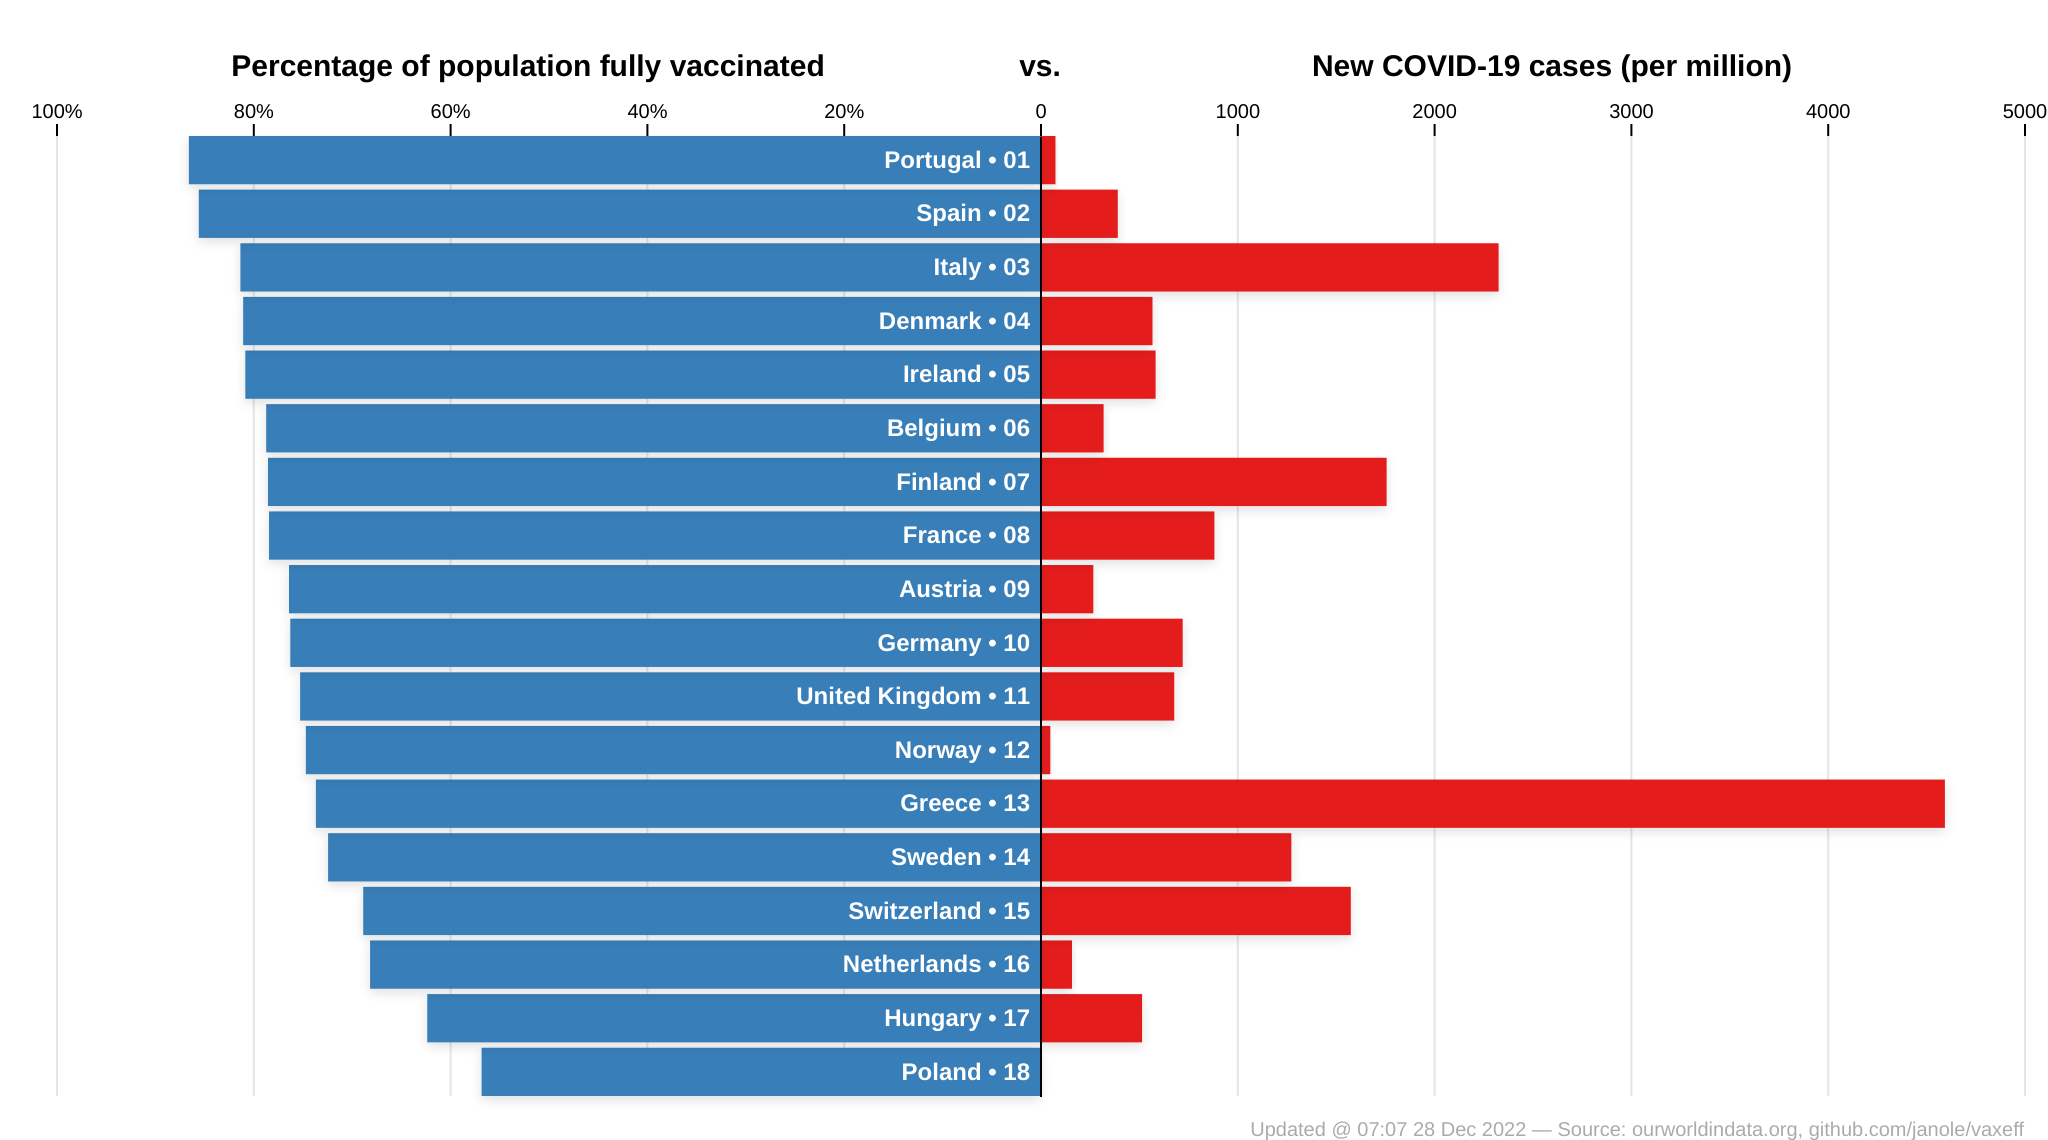 Percentage of population fully vaccinated vs. New COVID-19 cases (per million)
100% 80% 60% 40% 20% 0 1000 2000 3000 4000 5000
Portugal • 01
Spain • 02
Italy • 03
Denmark • 04
Ireland • 05
Belgium • 06
Finland • 07
France • 08
Austria • 09
Germany • 10
United Kingdom • 11
Norway • 12
Greece • 13
Sweden • 14
Switzerland • 15
Netherlands • 16
Hungary • 17
Poland • 18
Updated @ 07:07 28 Dec 2022 — Source: ourworldindata.org, github.com/janole/vaxeff